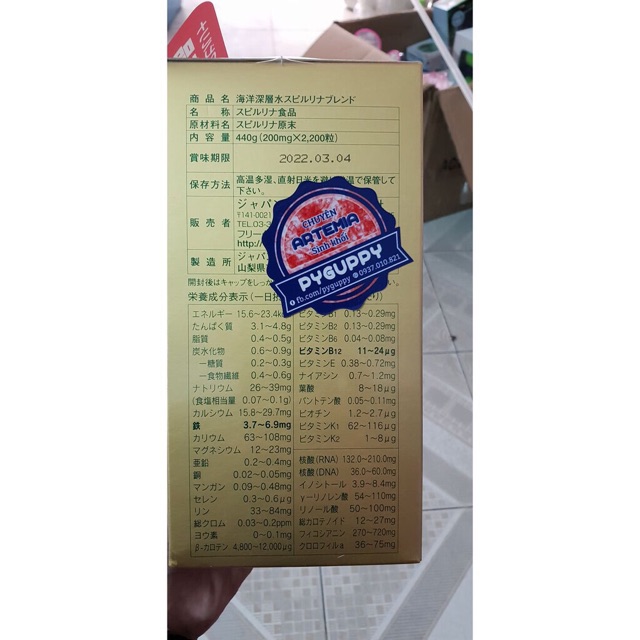 商品名 海洋深層水スピルリナブレンド
名称 スピルリナ食品
原材料名 スピルリナ原末
内容量 440g(200mg×2,200粒)
賞味期限 2022.03.04
保存方法 高温多湿、直射日光を避け 温で保管して
下さい。
販売者 ジャパン
〒141-0021
TEL.03-3
フリー
http://
製造所 ジャパ
山梨県
開封後はキャップをしっ
栄養成分表示(一日摂
CHUYÊN
ARTEMIA
Sinh khối
PYGUPPY
fb.com/pyguppy 0937.010.821
エネルギー 15.6~23.4k ビタミンB1 0.13~0.29mg
たんぱく質 3.1~4.8g ビタミンB2 0.13~0.29mg
脂質 0.4~0.5g ビタミンB6 0.04~0.08mg
炭水化物 0.6~0.9g ビタミンB12 11~24μg
―糖質 0.2~0.3g ビタミンE 0.38~0.72mg
―食物繊維 0.4~0.6g ナイアシン 0.7~1.2mg
ナトリウム 26~39mg 葉酸 8~18μg
(食塩相当量 0.07~0.1g) パントテン酸 0.05~0.11mg
カルシウム 15.8~29.7mg ビオチン 1.2~2.7μg
鉄 3.7~6.9mg ビタミンK1 62~116μg
カリウム 63~108mg ビタミンK2 1~8μg
マグネシウム 12~23mg
亜鉛 0.2~0.4mg 核酸(RNA) 132.0~210.0mg
銅 0.02~0.05mg 核酸(DNA) 36.0~60.0mg
マンガン 0.09~0.48mg イノシトール 3.9~8.4mg
セレン 0.3~0.6μg γーリノレン酸 54~110mg
リン 33~84mg リノール酸 50~100mg
総クロム 0.03~0.2ppm 総カロテノイド 12~27mg
ヨウ素 0~0.1mg フィコシアニン 270~720mg
β-カロテン 4,800~12,000μg クロロフィルa 36~75mg